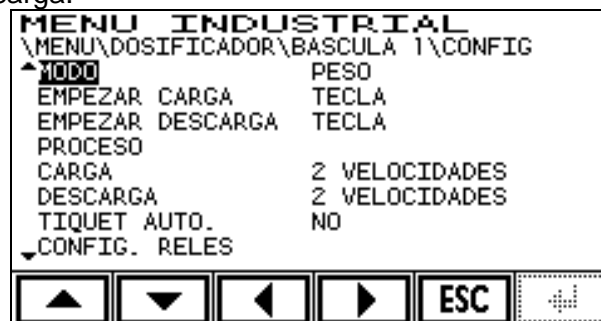 carga.
MENU INDUSTRIAL
\MENU\DOSIFICADOR\BASCULA 1\CONFIG
MODO PESO
EMPEZAR CARGA TECLA
EMPEZAR DESCARGA TECLA
PROCESO
CARGA 2 VELOCIDADES
DESCARGA 2 VELOCIDADES
TIQUET AUTO. NO
CONFIG. RELES
ESC